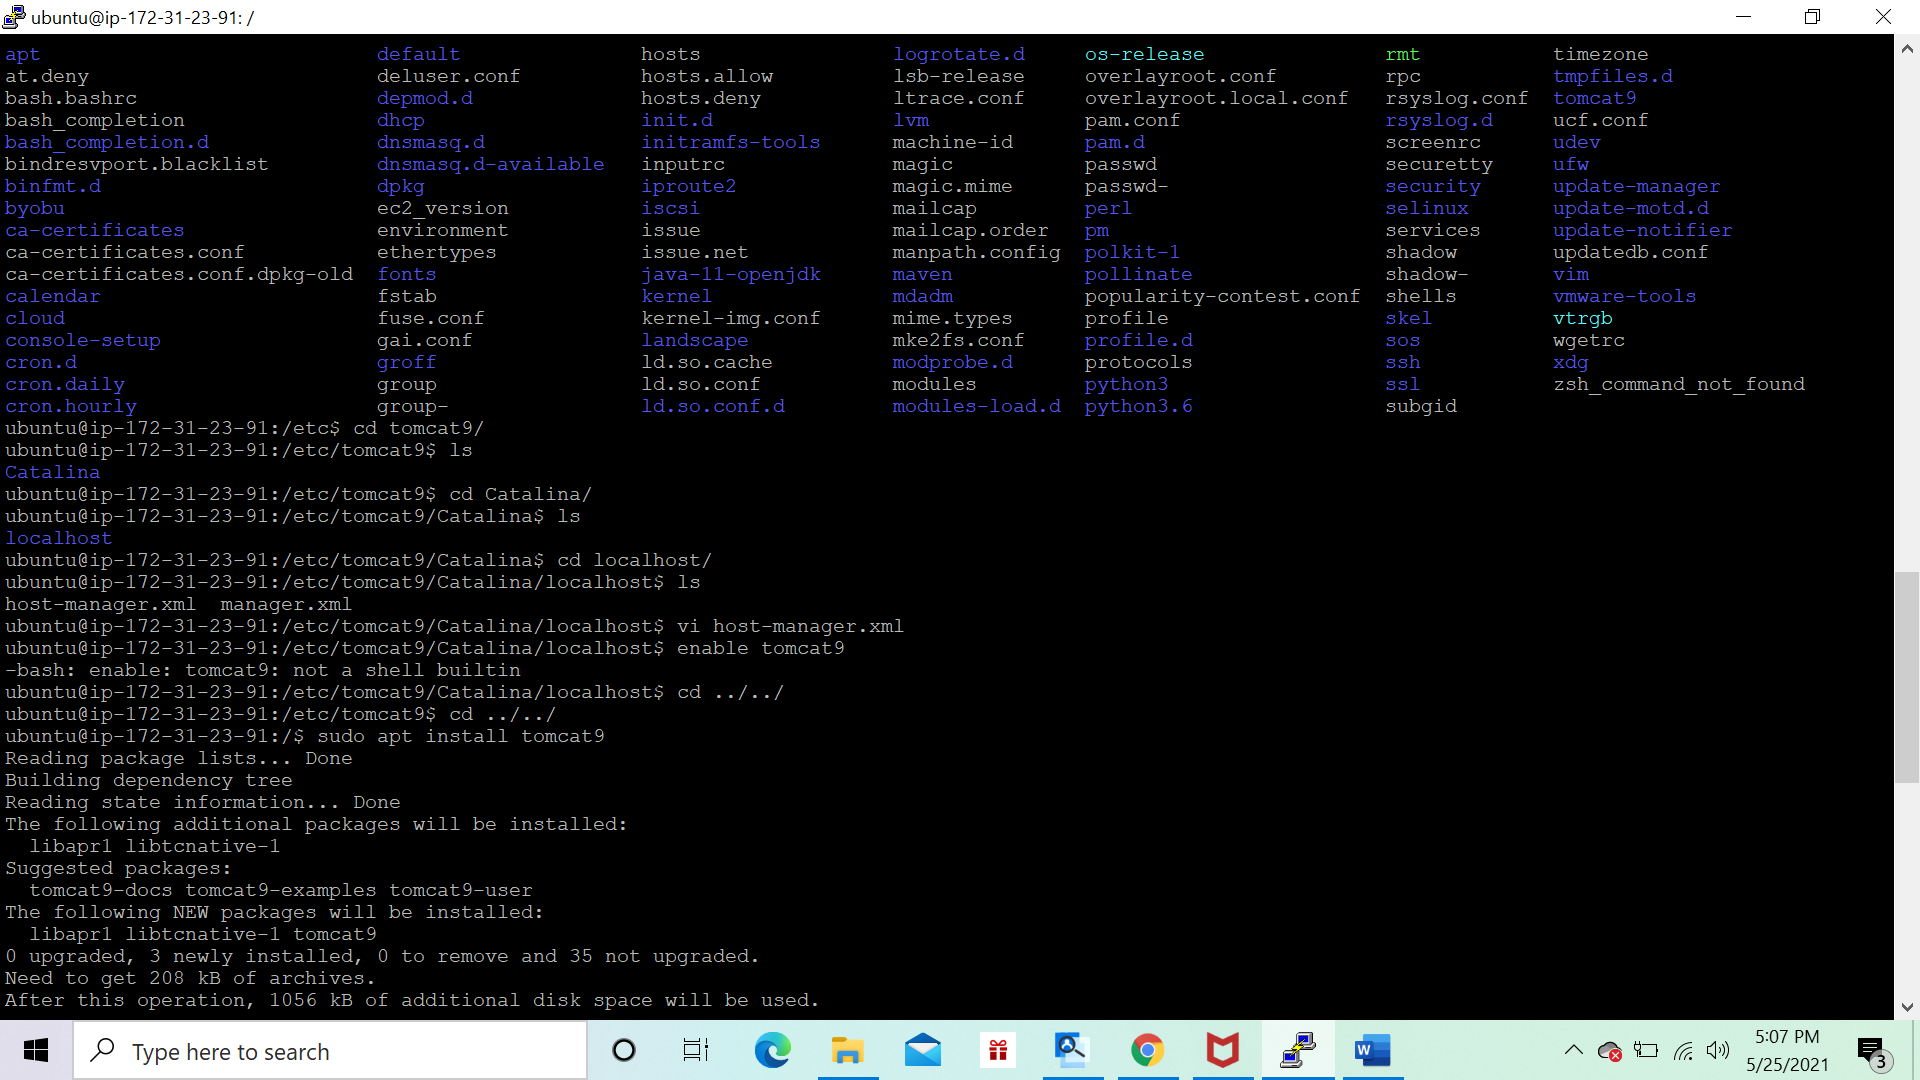 ubuntu@ip-172-31-23-91: /
apt default hosts logrotate.d os-release rmt timezone
at.deny deluser.conf hosts.allow lsb-release overlayroot.conf rpc tmpfiles.d
bash.bashrc depmod.d hosts.deny ltrace.conf overlayroot.local.conf rsyslog.conf tomcat9
bash_completion dhcp init.d lvm pam.conf rsyslog.d ucf.conf
bash_completion.d dnsmasq.d initramfs-tools machine-id pam.d screenrc udev
bindresvport.blacklist dnsmasq.d-available inputrc magic passwd securetty ufw
binfmt.d dpkg iproute2 magic.mime passwd- security update-manager
byobu ec2_version iscsi mailcap perl selinux update-motd.d
ca-certificates environment issue mailcap.order pm services update-notifier
ca-certificates.conf ethertypes issue.net manpath.config polkit-1 shadow updatedb.conf
ca-certificates.conf.dpkg-old fonts java-11-openjdk maven pollinate shadow- vim
calendar fstab kernel mdadm popularity-contest.conf shells vmware-tools
cloud fuse.conf kernel-img.conf mime.types profile skel vtrgb
console-setup gai.conf landscape mke2fs.conf profile.d sos wgetrc
cron.d groff ld.so.cache modprobe.d protocols ssh xdg
cron.daily group ld.so.conf modules python3 ssl zsh_command_not_found
cron.hourly group- ld.so.conf.d modules-load.d python3.6 subgid
ubuntu@ip-172-31-23-91:/etc$ cd tomcat9/
ubuntu@ip-172-31-23-91:/etc/tomcat9$ ls
Catalina
ubuntu@ip-172-31-23-91:/etc/tomcat9$ cd Catalina/
ubuntu@ip-172-31-23-91:/etc/tomcat9/Catalina$ ls
localhost
ubuntu@ip-172-31-23-91:/etc/tomcat9/Catalina$ cd localhost/
ubuntu@ip-172-31-23-91:/etc/tomcat9/Catalina/localhost$ ls
host-manager.xml manager.xml
ubuntu@ip-172-31-23-91:/etc/tomcat9/Catalina/localhost$ vi host-manager.xml
ubuntu@ip-172-31-23-91:/etc/tomcat9/Catalina/localhost$ enable tomcat9
-bash: enable: tomcat9: not a shell builtin
ubuntu@ip-172-31-23-91:/etc/tomcat9/Catalina/localhost$ cd ../../
ubuntu@ip-172-31-23-91:/etc/tomcat9$ cd ../../
ubuntu@ip-172-31-23-91:/$ sudo apt install tomcat9
Reading package lists... Done
Building dependency tree
Reading state information... Done
The following additional packages will be installed:
libapr1 libtcnative-1
Suggested packages:
tomcat9-docs tomcat9-examples tomcat9-user
The following NEW packages will be installed:
libapr1 libtcnative-1 tomcat9
0 upgraded, 3 newly installed, 0 to remove and 35 not upgraded.
Need to get 208 kB of archives.
After this operation, 1056 kB of additional disk space will be used.
Type here to search
5:07 PM
5/25/2021
3